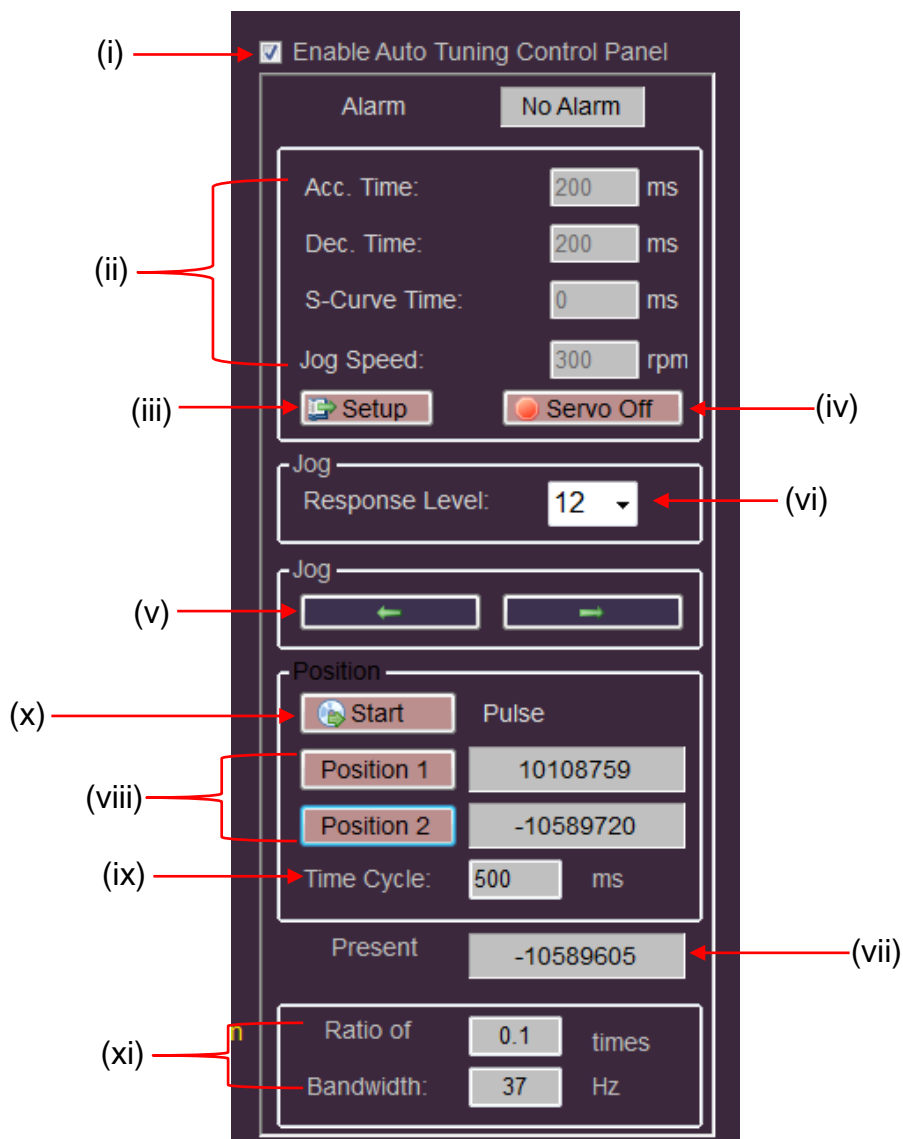 (i) Enable Auto Tuning Control Panel
Alarm No Alarm
Acc. Time: 200 ms
Dec. Time: 200 ms
(ii)
S-Curve Time: 0 ms
Jog Speed: 300 rpm
(iii) Setup Servo Off (iv)
Jog
Response Level: 12 (vi)
Jog
(v)
Position
(x) Start Pulse
Position 1 10108759
(viii)
Position 2 -10589720
(ix) Time Cycle: 500 ms
Present -10589605 (vii)
n Ratio of 0.1 times
(xi)
Bandwidth: 37 Hz